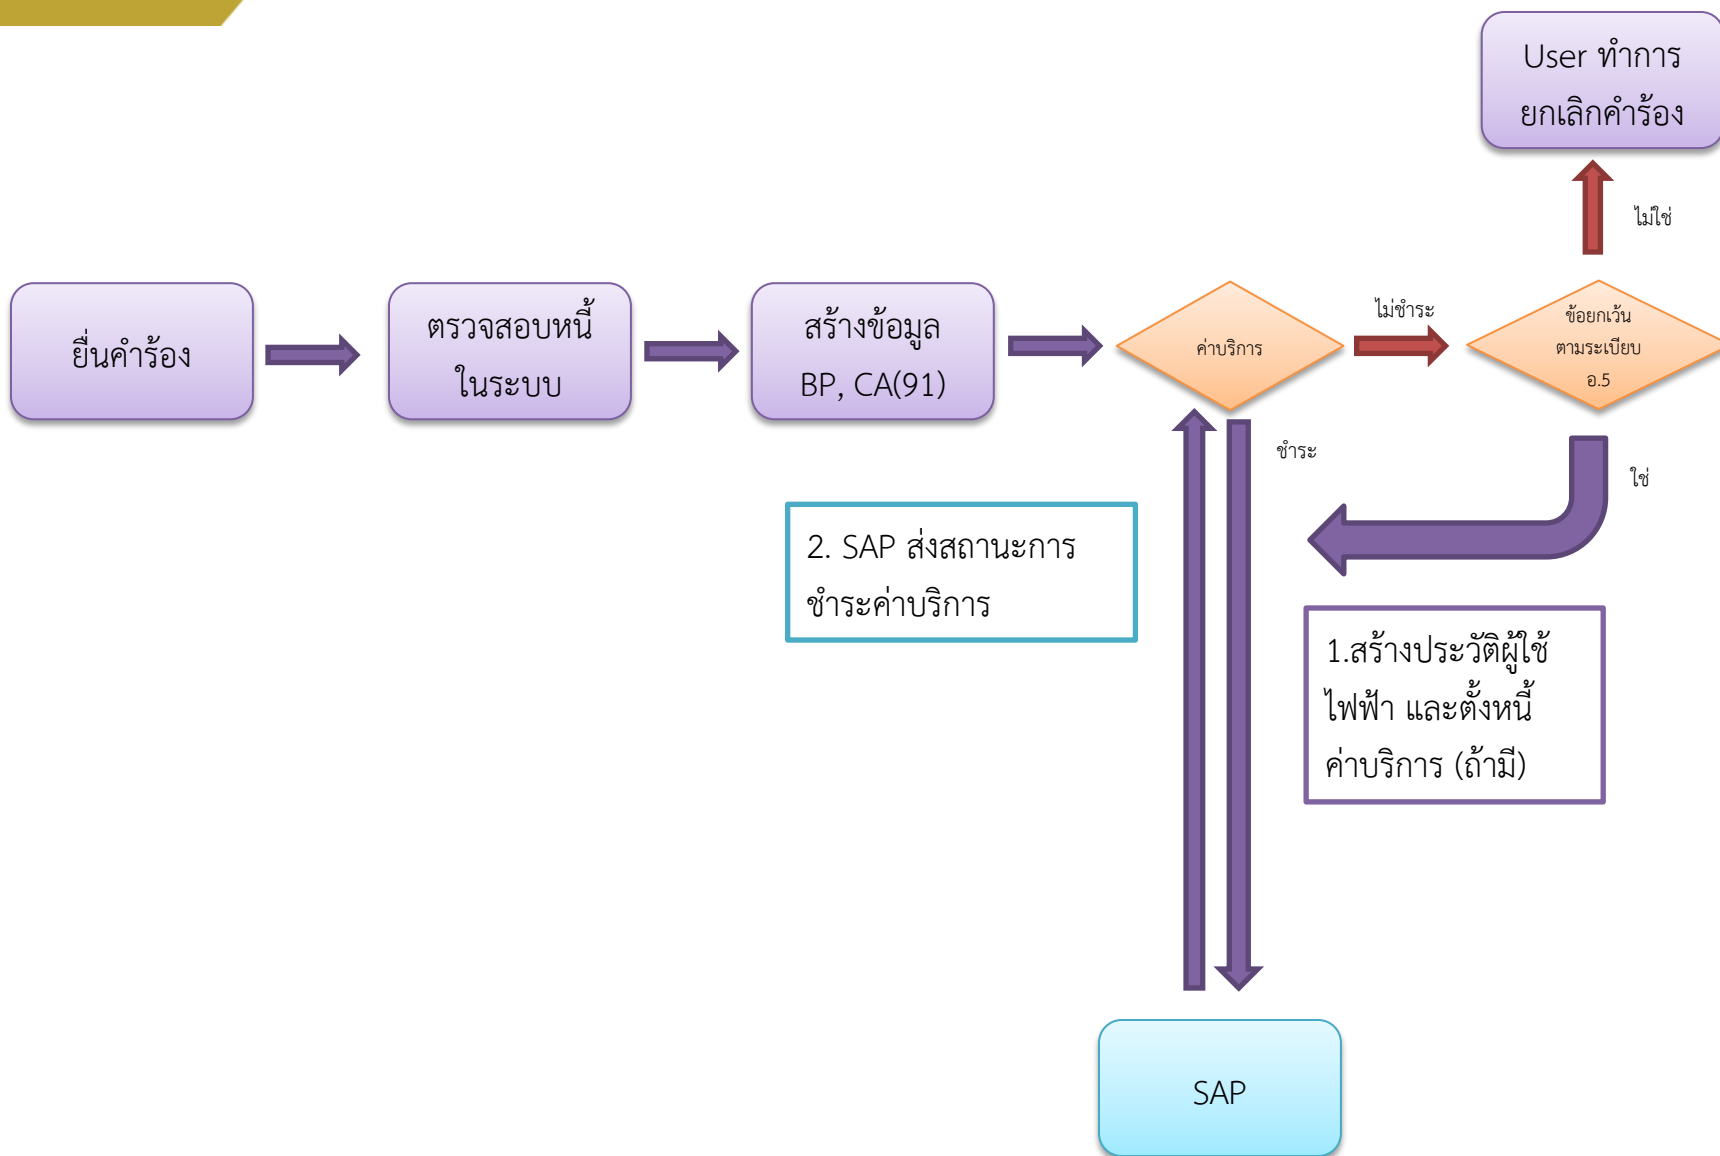 User ทำการ
ยกเลิกคำร้อง
ไม่ใช่
ยื่นคำร้อง
ตรวจสอบหนี้
ในระบบ
สร้างข้อมูล
BP, CA(91)
ค่าบริการ
ไม่ชำระ
ข้อยกเว้น
ตามระเบียบ
อ.5
ชำระ
ใช่
2. SAP ส่งสถานะการ
ชำระค่าบริการ
1.สร้างประวัติผู้ใช้
ไฟฟ้า และตั้งหนี้
ค่าบริการ (ถ้ามี)
SAP